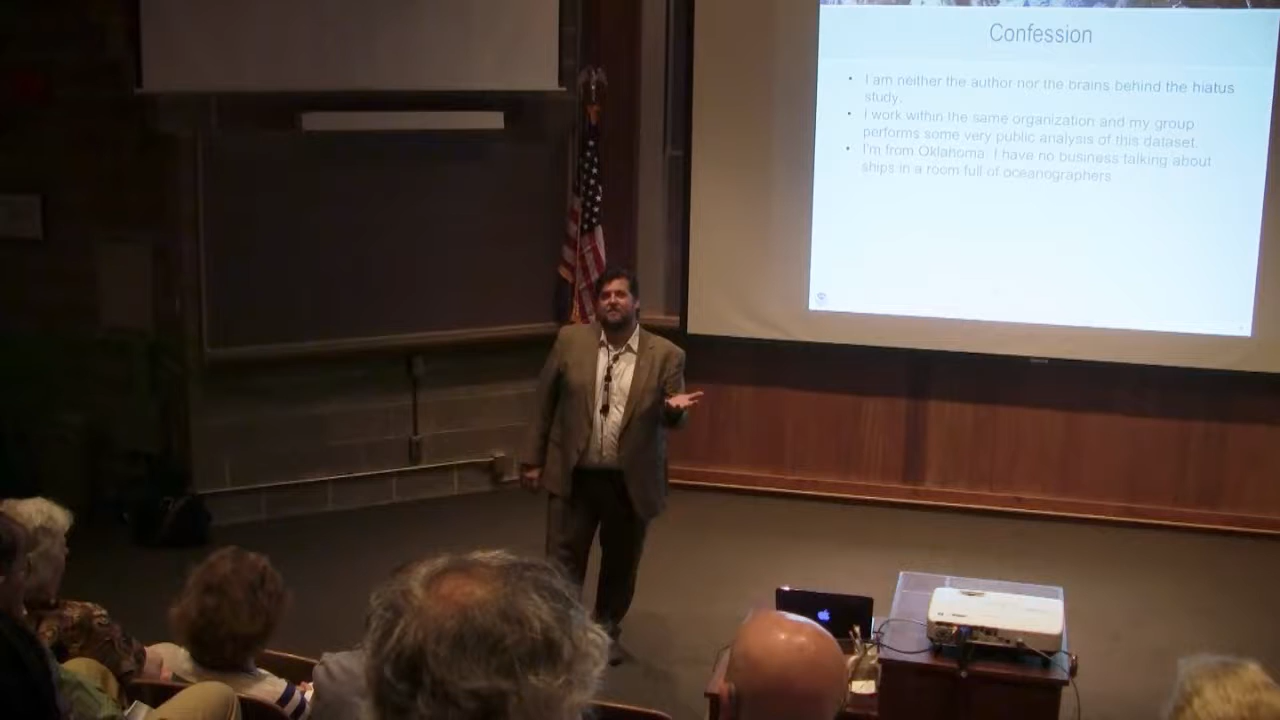 Confession
• I am neither the author nor the brains behind the hiatus
study.
• I work within the same organization and my group
performs some very public analysis of this dataset.
• I'm from Oklahoma. I have no business talking about
ships in a room full of oceanographers